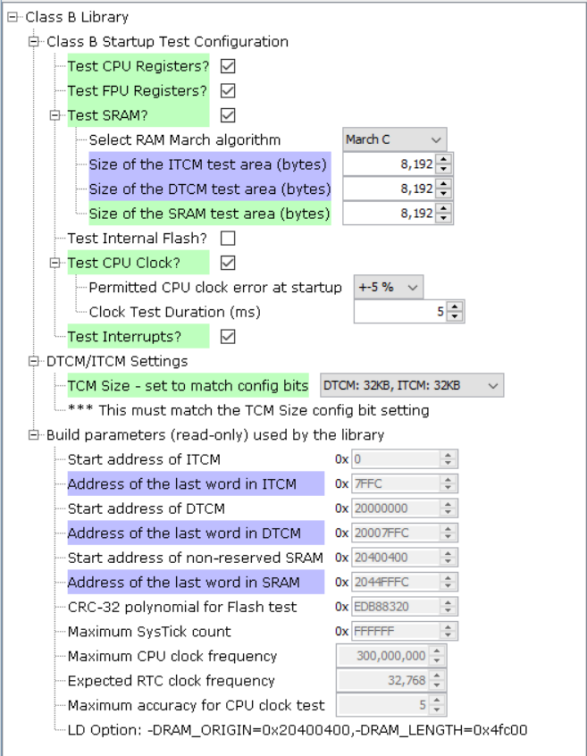 Class B Library
Class B Startup Test Configuration
Test CPU Registers?
Test FPU Registers?
Test SRAM?
Select RAM March algorithm March C
Size of the ITCM test area (bytes) 8,192
Size of the DTCM test area (bytes) 8,192
Size of the SRAM test area (bytes) 8,192
Test Internal Flash?
Test CPU Clock?
Permitted CPU clock error at startup +-5 %
Clock Test Duration (ms) 5
Test Interrupts?
DTCM/ITCM Settings
TCM Size - set to match config bits DTCM: 32KB, ITCM: 32KB
*** This must match the TCM Size config bit setting
Build parameters (read-only) used by the library
Start address of ITCM 0x 0
Address of the last word in ITCM 0x 7FFC
Start address of DTCM 0x 20000000
Address of the last word in DTCM 0x 20007FFC
Start address of non-reserved SRAM 0x 20400400
Address of the last word in SRAM 0x 2044FFFC
CRC-32 polynomial for Flash test 0x EDB88320
Maximum SysTick count 0x FFFFFF
Maximum CPU clock frequency 300,000,000
Expected RTC clock frequency 32,768
Maximum accuracy for CPU clock test 5
LD Option: -DRAM_ORIGIN=0x20400400,-DRAM_LENGTH=0x4fc00